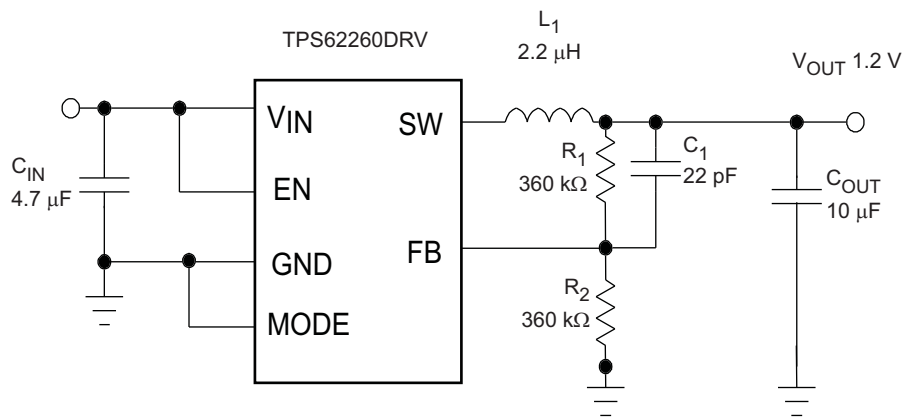 L1
2.2 μH
TPS62260DRV
VOUT 1.2 V
VIN
SW
CIN
4.7 μF
EN
R1
360 kΩ
C1
22 pF
COUT
10 μF
GND
FB
MODE
R2
360 kΩ